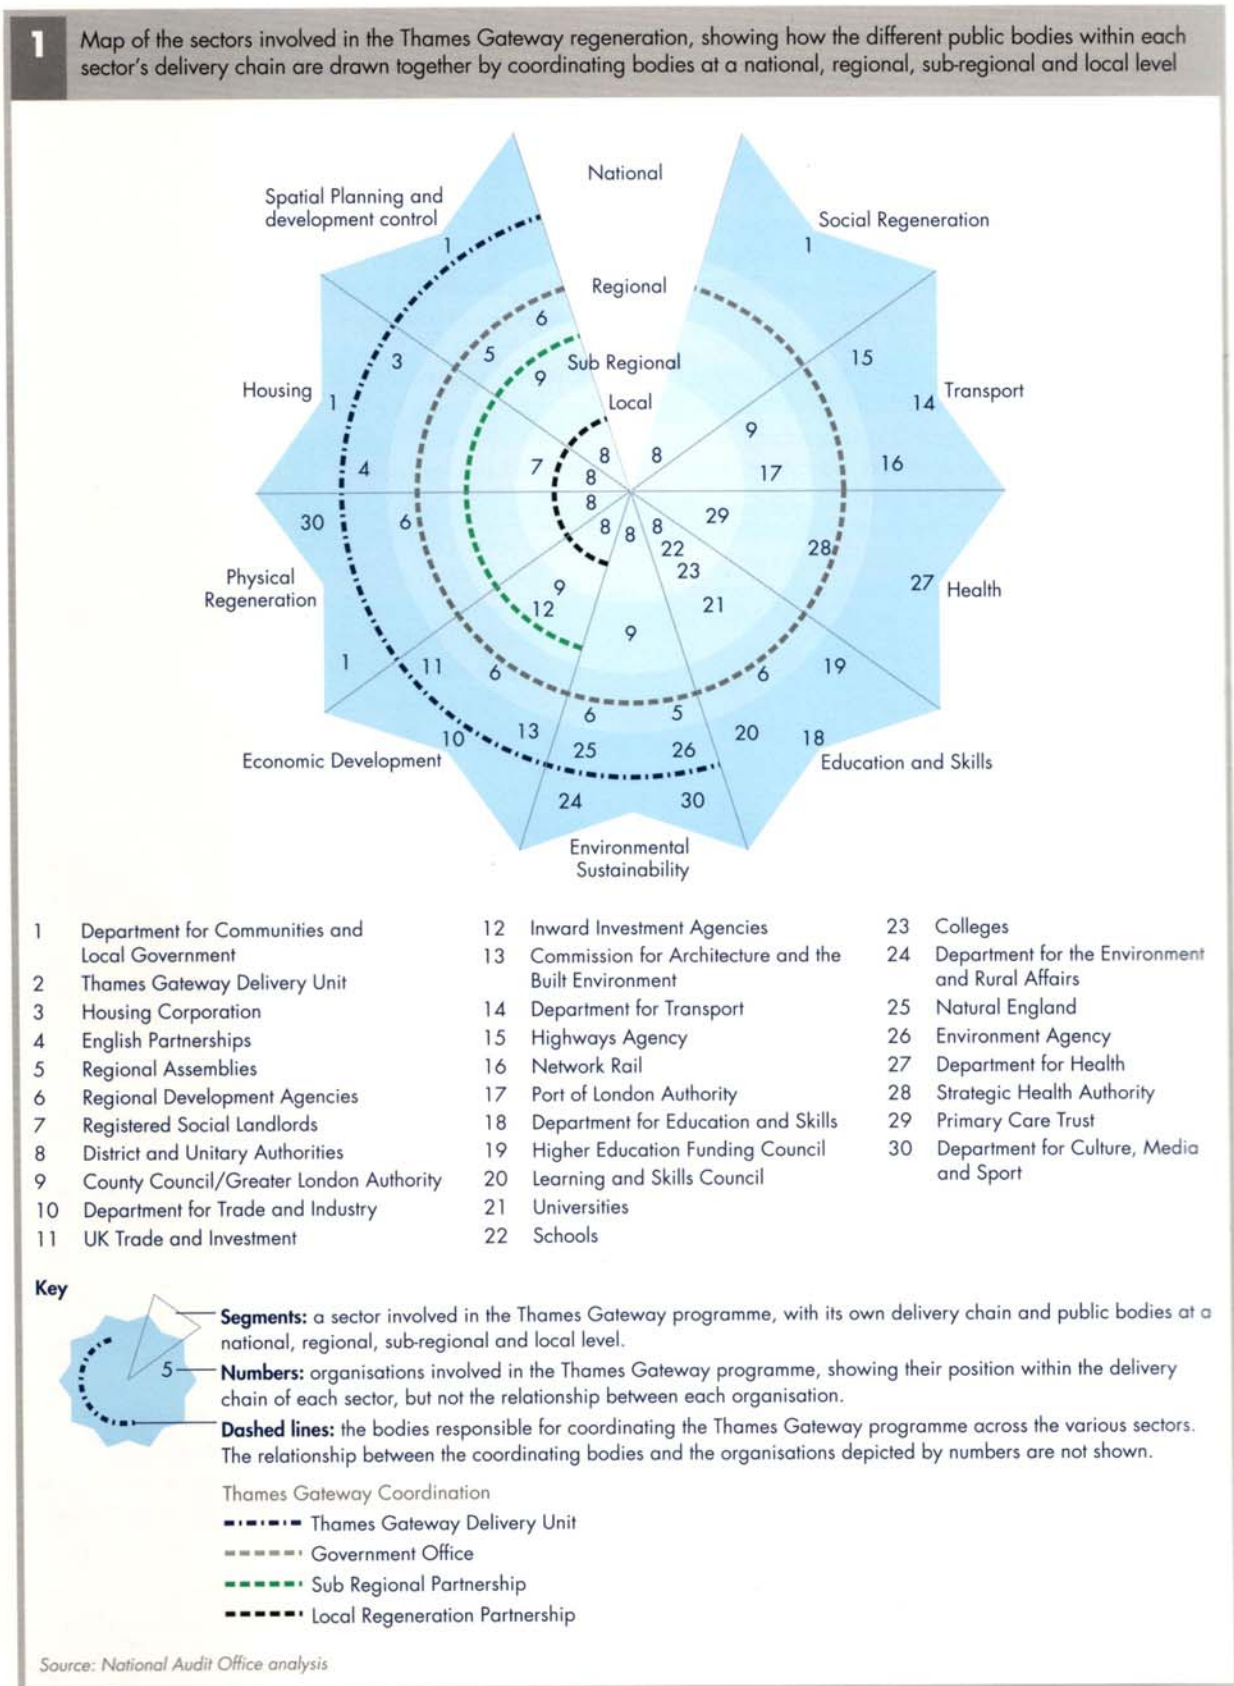 1
Map of the sectors involved in the Thames Gateway regeneration, showing how the different public bodies within each
sector's delivery chain are drawn together by coordinating bodies at a national, regional, sub-regional and local level
National
Spatial Planning and
development control
1
Social Regeneration
1
Regional
6
5
3
15
Sub Regional
9
Housing
1
Local
Transport
14
9
8
8
7
4
8
17
16
30
6
8
29
8
8
8
22
28
23
Physical
Regeneration
9
12
21
27
Health
9
1
11
6
6
19
6
5
13
10
25
26
20
18
Economic Development
Education and Skills
24
30
Environmental
Sustainability
1 Department for Communities and
Local Government
2 Thames Gateway Delivery Unit
3 Housing Corporation
4 English Partnerships
5 Regional Assemblies
6 Regional Development Agencies
7 Registered Social Landlords
8 District and Unitary Authorities
9 County Council/Greater London Authority
10 Department for Trade and Industry
11 UK Trade and Investment
12 Inward Investment Agencies
13 Commission for Architecture and the
Built Environment
14 Department for Transport
15 Highways Agency
16 Network Rail
17 Port of London Authority
18 Department for Education and Skills
19 Higher Education Funding Council
20 Learning and Skills Council
21 Universities
22 Schools
23 Colleges
24 Department for the Environment
and Rural Affairs
25 Natural England
26 Environment Agency
27 Department for Health
28 Strategic Health Authority
29 Primary Care Trust
30 Department for Culture, Media
and Sport
Key
5
Segments: a sector involved in the Thames Gateway programme, with its own delivery chain and public bodies at a
national, regional, sub-regional and local level.
Numbers: organisations involved in the Thames Gateway programme, showing their position within the delivery
chain of each sector, but not the relationship between each organisation.
Dashed lines: the bodies responsible for coordinating the Thames Gateway programme across the various sectors.
The relationship between the coordinating bodies and the organisations depicted by numbers are not shown.
Thames Gateway Coordination
Thames Gateway Delivery Unit
Government Office
Sub Regional Partnership
Local Regeneration Partnership
Source: National Audit Office analysis